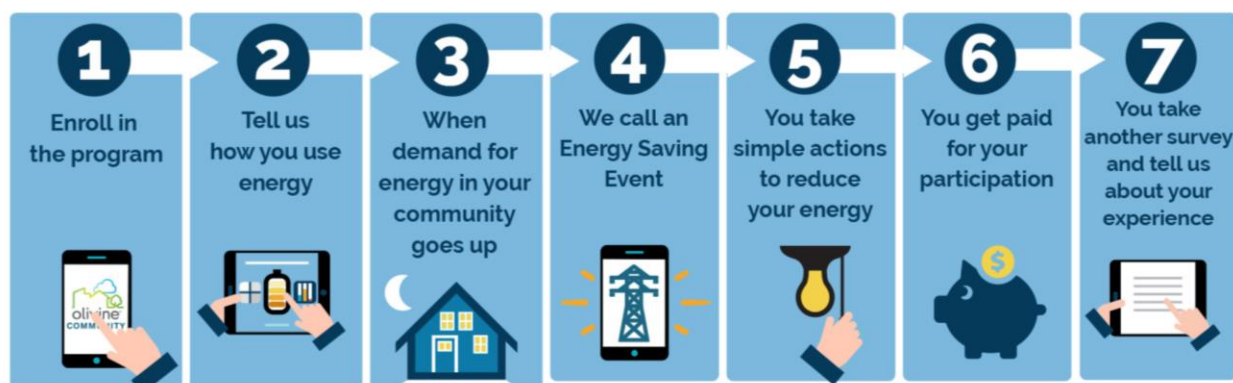 1
Enroll in
the program
olivine
COMMUNITY
2
Tell us
how you use
energy
3
When
demand for
energy in your
community
goes up
4
We call an
Energy Saving
Event
5
You take
simple actions
to reduce
your energy
6
You get paid
for your
participation
$
7
You take
another survey
and tell us
about your
experience